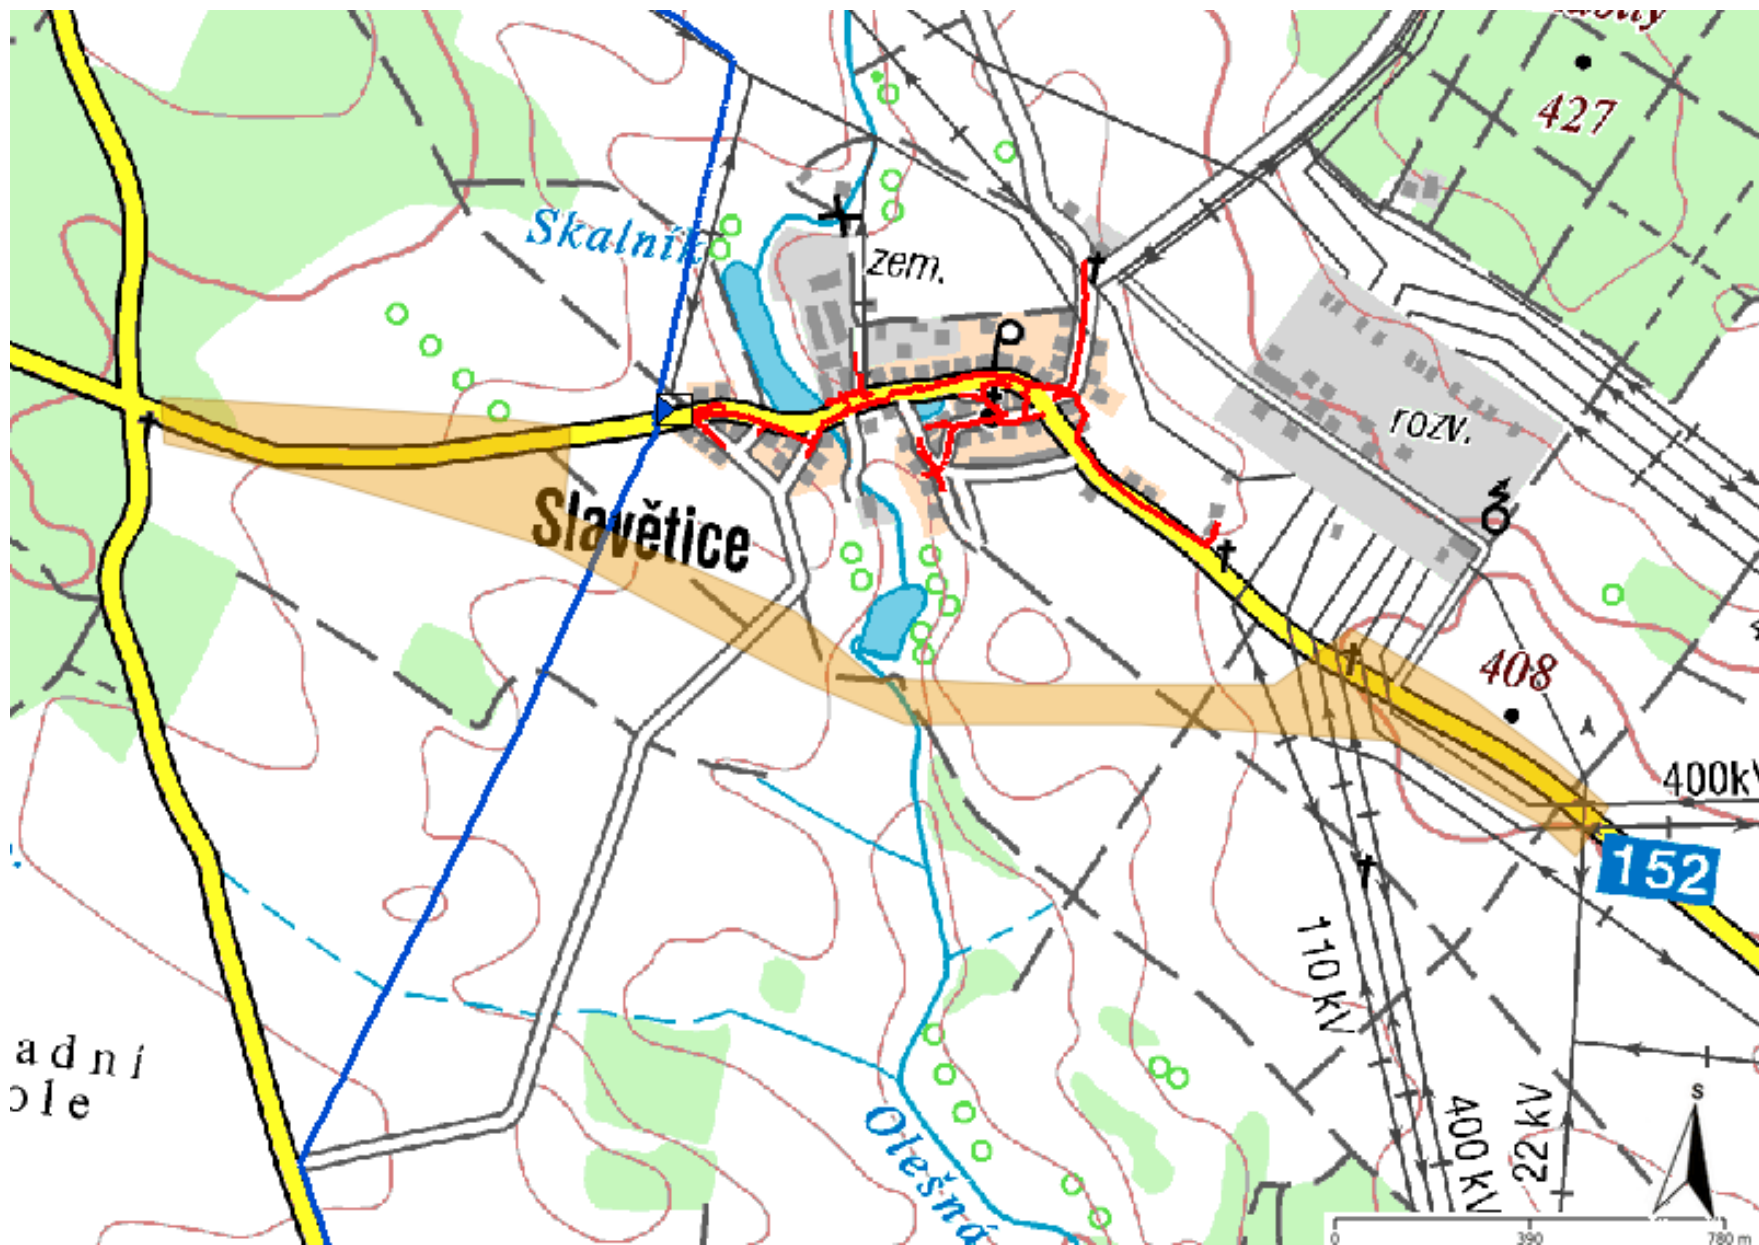 427
Skalník
zem.
rozv.
Slavětice
408
400kV
152
110 kV
adní
ole
400 kV
22 kV
Olešná
S
0 390 780 m